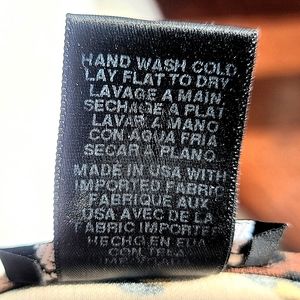 HAND WASH COLD
LAY FLAT TO DRY
LAVAGE A MAIN
SECHAGE A PLAT
LAVAR A MANO
CON AGUA FRIA
SECAR A PLANO
MADE IN USA WITH
IMPORTED FABRIC
FABRIQUE AUX
USA AVEC DE LA
FABRIC IMPORTEE
HECHO EN EUA
CON TELA